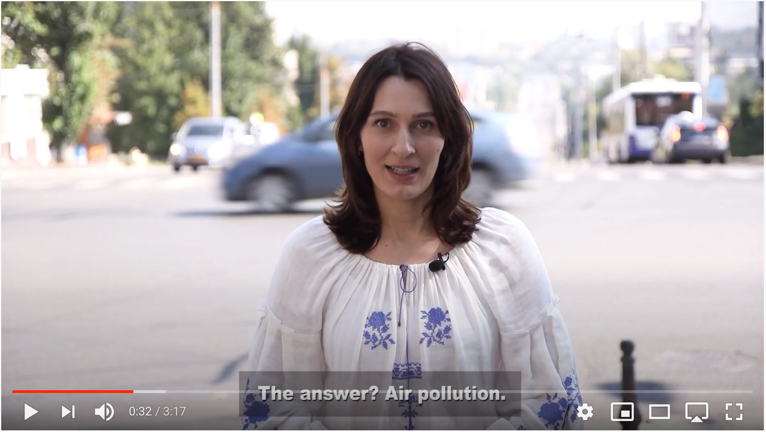 The answer? Air pollution.
0:32 / 3:17